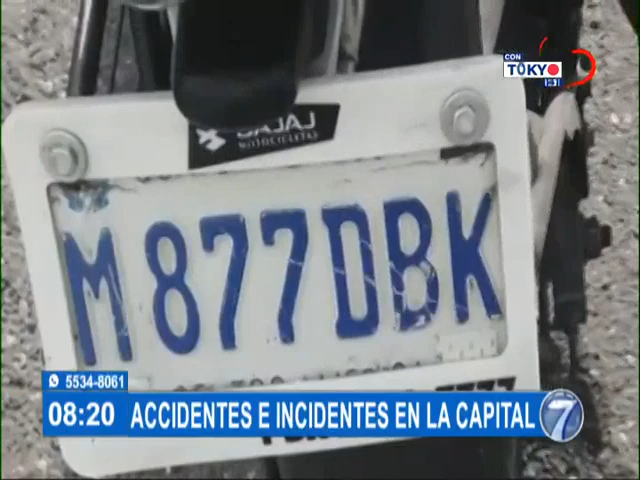 CON
TOKYO
BAJAJ
MOTOCICLETAS
M 877DBK
5534-8061
08:20 ACCIDENTES E INCIDENTES EN LA CAPITAL 7